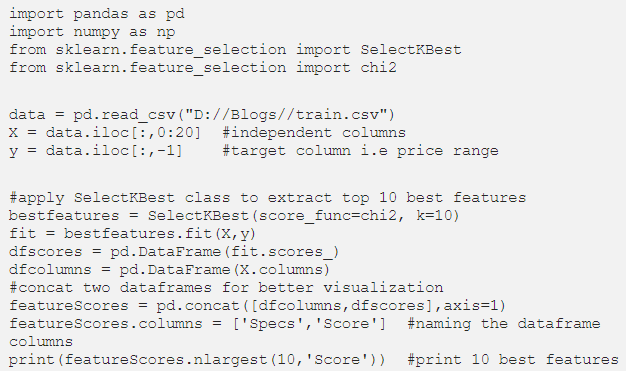 import pandas as pd
import numpy as np
from sklearn.feature_selection import SelectKBest
from sklearn.feature_selection import chi2
data = pd.read_csv("D://Blogs//train.csv")
X = data.iloc[:,0:20]  #independent columns
y = data.iloc[:,-1]    #target column i.e price range
#apply SelectKBest class to extract top 10 best features
bestfeatures = SelectKBest(score_func=chi2, k=10)
fit = bestfeatures.fit(X,y)
dfscores = pd.DataFrame(fit.scores_)
dfcolumns = pd.DataFrame(X.columns)
#concat two dataframes for better visualization
featureScores = pd.concat([dfcolumns,dfscores],axis=1)
featureScores.columns = ['Specs','Score']  #naming the dataframe
columns
print(featureScores.nlargest(10,'Score'))  #print 10 best features